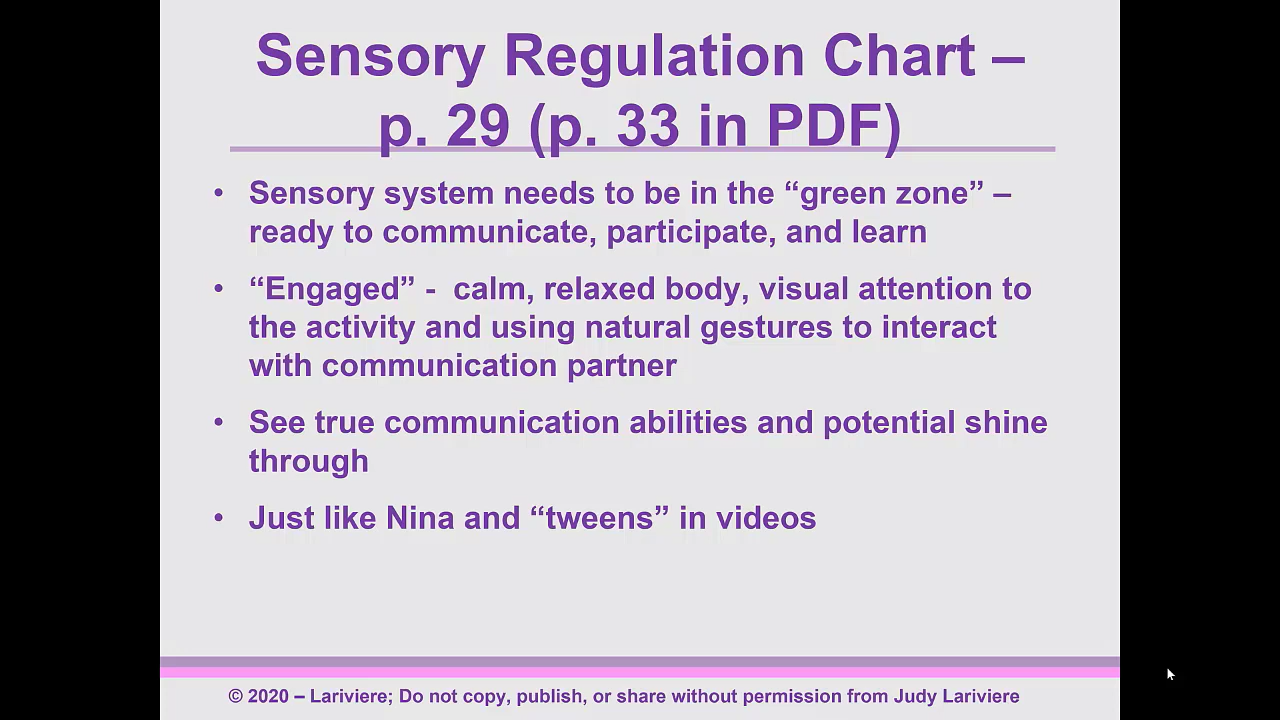 Sensory Regulation Chart –
p. 29 (p. 33 in PDF)
• Sensory system needs to be in the “green zone” –
ready to communicate, participate, and learn
• “Engaged” -  calm, relaxed body, visual attention to
the activity and using natural gestures to interact
with communication partner
• See true communication abilities and potential shine
through
• Just like Nina and “tweens” in videos
© 2020 – Lariviere; Do not copy, publish, or share without permission from Judy Lariviere